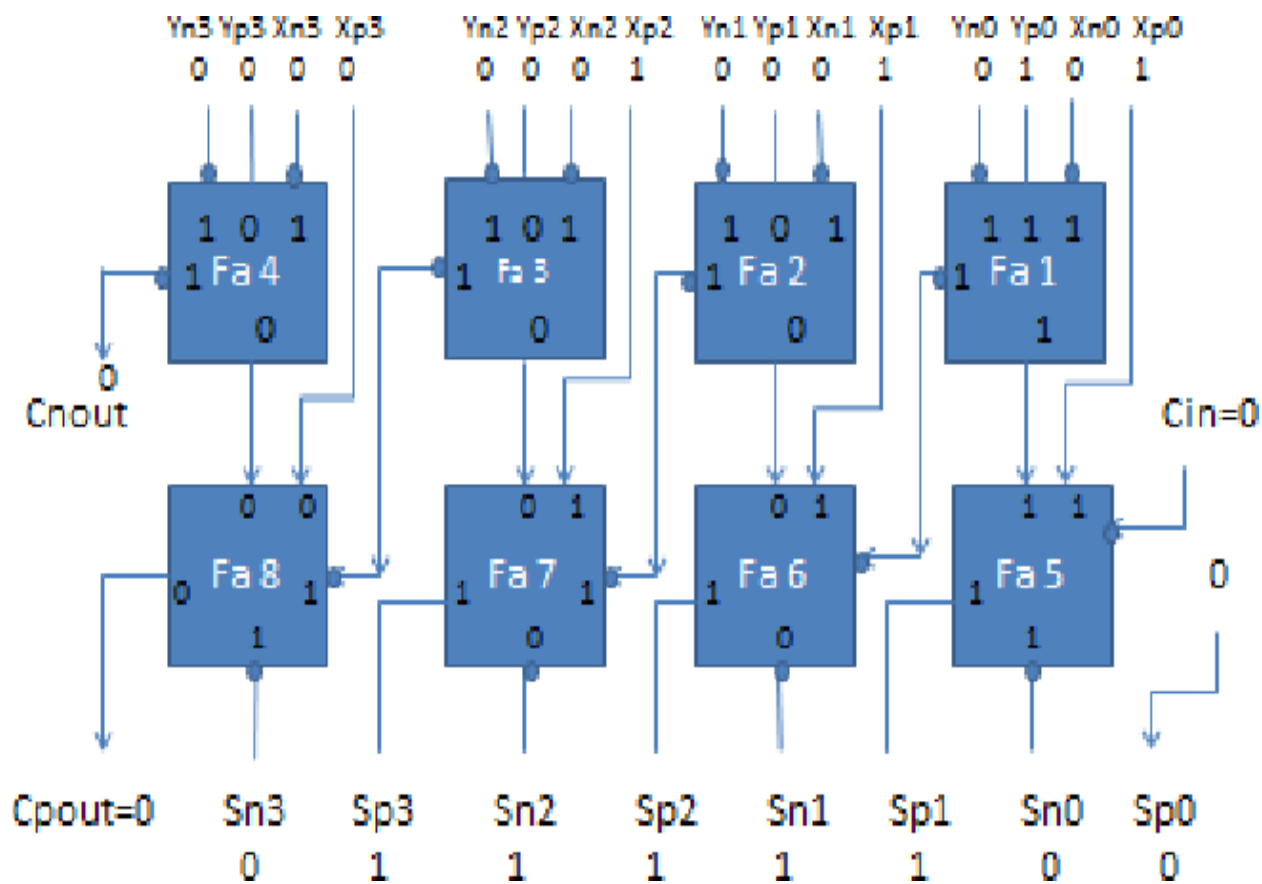 Yn3 Yp3 Xn3 Xp3 Yn2 Yp2 Xn2 Xp2 Yn1 Yp1 Xn1 Xp1 Yn0 Yp0 Xn0 Xp0
0 0 0 0 0 0 0 1 0 0 0 1 0 1 0 1
1 0 1 1 0 1 1 0 1 1 1 1
1 Fa 4 1 Fa 3 1 Fa 2 1 Fa 1
0 0 0 1
0
Cnout Cin=0
0 0 0 1 0 1 1 1
Fa 8 Fa 7 Fa 6 Fa 5 0
0 1 1 1 1 1
1 0 0 1
Cpout=0 Sn3 Sp3 Sn2 Sp2 Sn1 Sp1 Sn0 Sp0
0 1 1 1 1 1 0 0